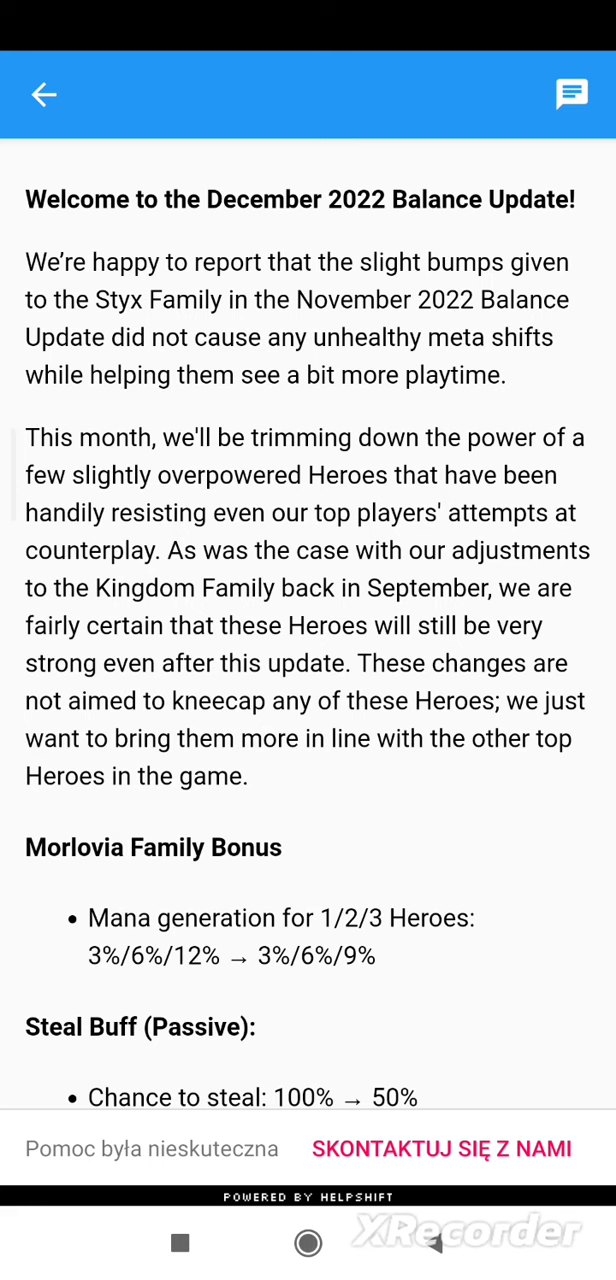 Welcome to the December 2022 Balance Update!
We’re happy to report that the slight bumps given
to the Styx Family in the November 2022 Balance
Update did not cause any unhealthy meta shifts
while helping them see a bit more playtime.
This month, we'll be trimming down the power of a
few slightly overpowered Heroes that have been
handily resisting even our top players' attempts at
counterplay. As was the case with our adjustments
to the Kingdom Family back in September, we are
fairly certain that these Heroes will still be very
strong even after this update. These changes are
not aimed to kneecap any of these Heroes; we just
want to bring them more in line with the other top
Heroes in the game.
Morlovia Family Bonus
• Mana generation for 1/2/3 Heroes:
3%/6%/12% → 3%/6%/9%
Steal Buff (Passive):
• Chance to steal: 100% → 50%
Pomoc była nieskuteczna SKONTAKTUJ SIĘ Z NAMI
POWERED BY HELPSHIFT
XRecorder